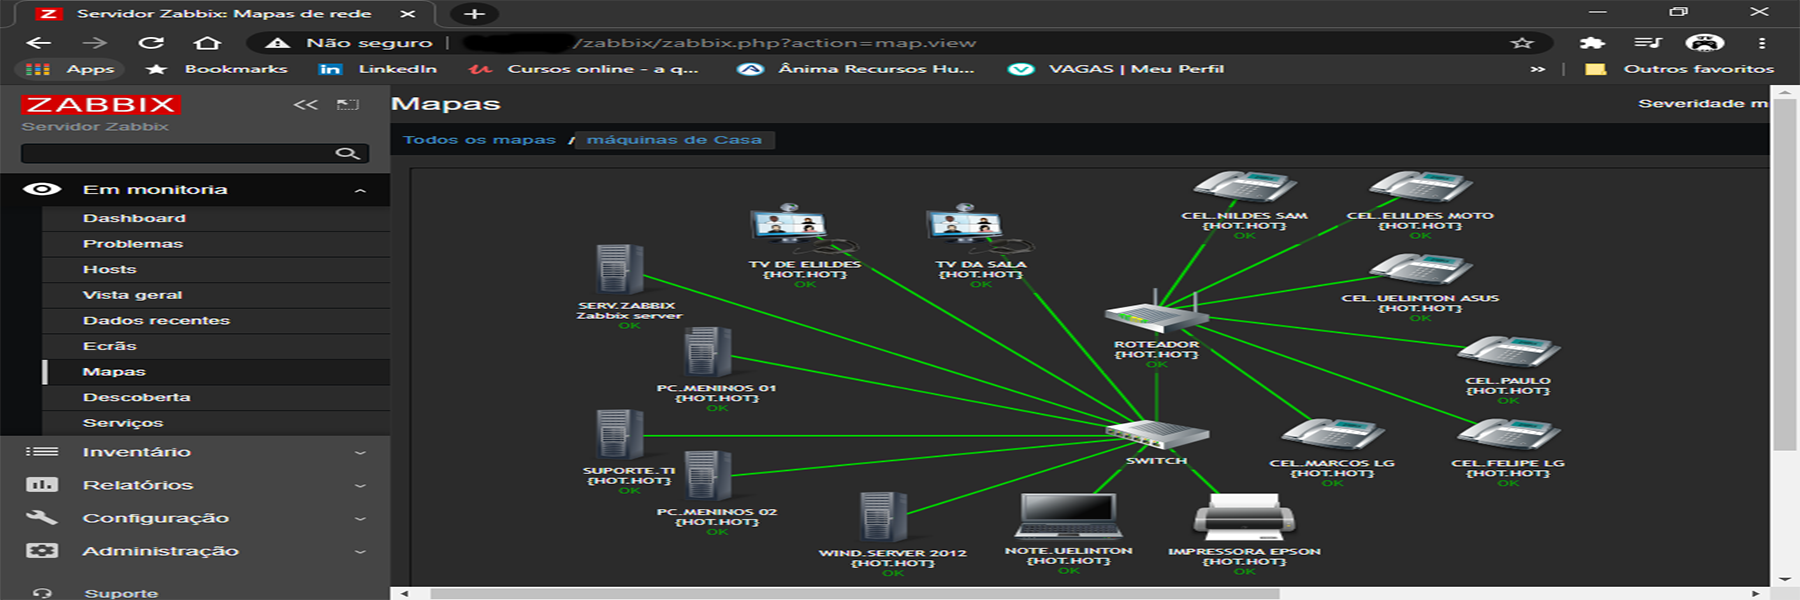 Servidor Zabbix: Mapas de rede
Não seguro
/zabbix/zabbix.php?action=map.view
Apps
Bookmarks
LinkedIn
Cursos online - a q...
Ânima Recursos Hu...
VAGAS | Meu Perfil
Outros favoritos
ZABBIX
Servidor Zabbix
Em monitoria
Dashboard
Problemas
Hosts
Vista geral
Dados recentes
Ecrãs
Mapas
Descoberta
Serviços
Inventário
Relatórios
Configuração
Administração
Suporte
Mapas
Severidade m
Todos os mapas / máquinas de Casa
CEL.NILDES SAM
{HOT.HOT}
OK
CEL.ELILDES MOTO
{HOT.HOT}
OK
TV DE ELILDES
{HOT.HOT}
OK
TV DA SALA
{HOT.HOT}
OK
SERV.ZABBIX
Zabbix server
OK
CEL.UELINTON ASUS
{HOT.HOT}
OK
ROTEADOR
{HOT.HOT}
OK
PC.MENINOS 01
{HOT.HOT}
OK
CEL.PAULO
{HOT.HOT}
OK
SUPORTE.TI
{HOT.HOT}
OK
SWITCH
CEL.MARCOS LG
{HOT.HOT}
OK
CEL.FELIPE LG
{HOT.HOT}
OK
PC.MENINOS 02
{HOT.HOT}
OK
WIND.SERVER 2012
{HOT.HOT}
OK
NOTE.UELINTON
{HOT.HOT}
OK
IMPRESSORA EPSON
{HOT.HOT}
OK